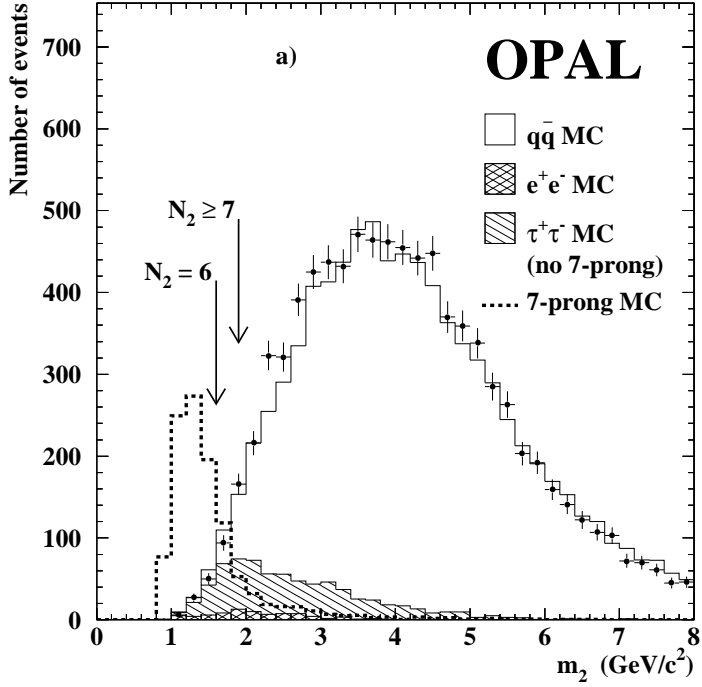 a)
OPAL
Number of events
700
600
500
400
300
200
100
0
qq̄ MC
e⁺e⁻ MC
τ⁺τ⁻ MC
(no 7-prong)
7-prong MC
N₂ ≥ 7
N₂ = 6
0 1 2 3 4 5 6 7 8
m₂ (GeV/c²)